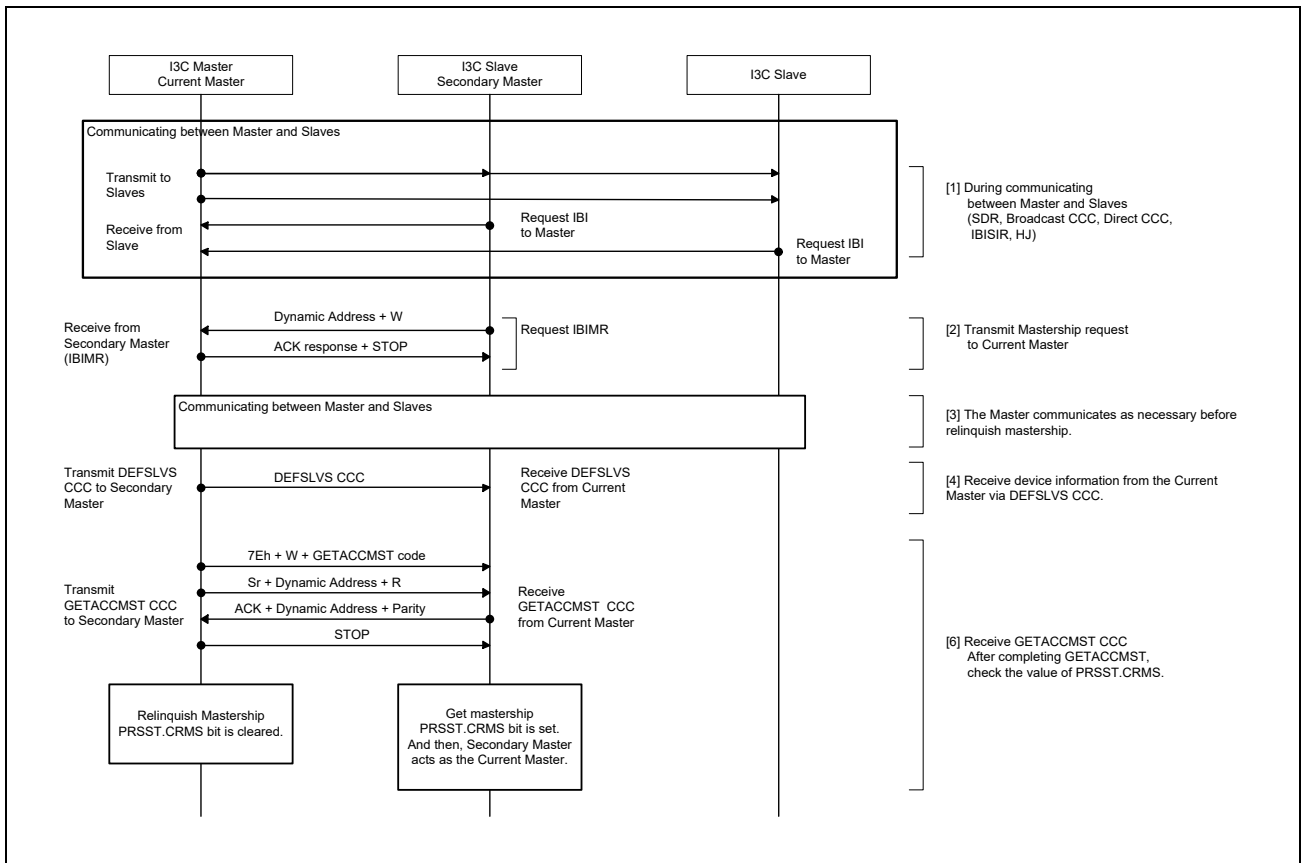 I3C Master
Current Master
I3C Slave
Secondary Master
I3C Slave
Communicating between Master and Slaves
Transmit to
Slaves
Receive from
Slave
Request IBI
to Master
Request IBI
to Master
[1] During communicating
between Master and Slaves
(SDR, Broadcast CCC, Direct CCC,
IBISIR, HJ)
Receive from
Secondary Master
(IBIMR)
Dynamic Address + W
ACK response + STOP
Request IBIMR
[2] Transmit Mastership request
to Current Master
Communicating between Master and Slaves
[3] The Master communicates as necessary before
relinquish mastership.
Transmit DEFSLVS
CCC to Secondary
Master
DEFSLVS CCC
Receive DEFSLVS
CCC from Current
Master
[4] Receive device information from the Current
Master via DEFSLVS CCC.
Transmit
GETACCMST CCC
to Secondary Master
7Eh + W + GETACCMST code
Sr + Dynamic Address + R
ACK + Dynamic Address + Parity
STOP
Receive
GETACCMST CCC
from Current Master
[6] Receive GETACCMST CCC
After completing GETACCMST,
check the value of PRSST.CRMS.
Relinquish Mastership
PRSST.CRMS bit is cleared.
Get mastership
PRSST.CRMS bit is set.
And then, Secondary Master
acts as the Current Master.